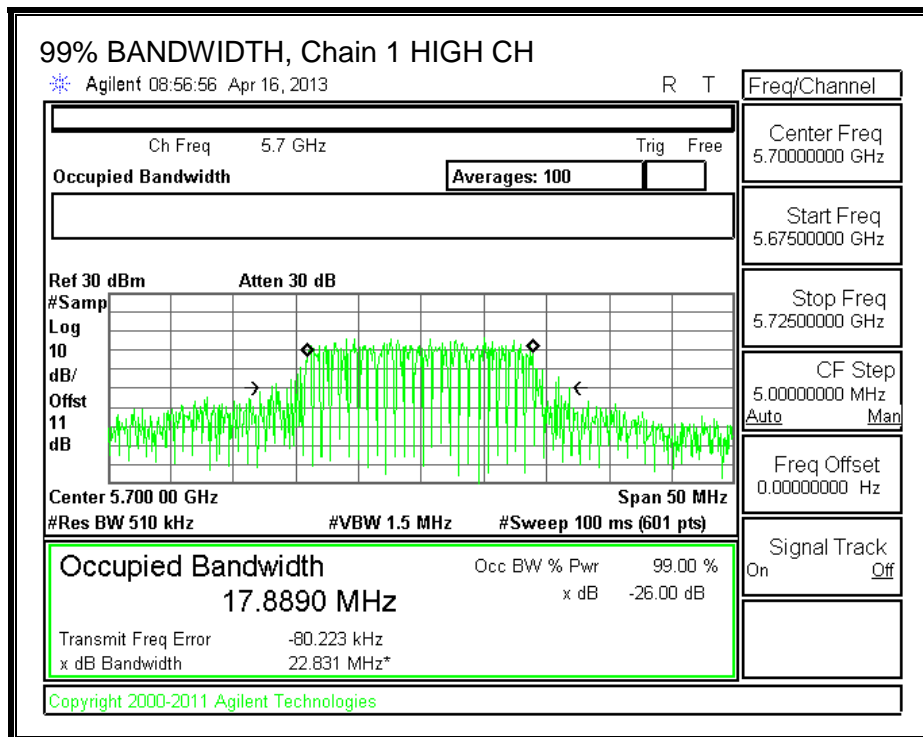 99% BANDWIDTH, Chain 1 HIGH CH
Agilent 08:56:56 Apr 16, 2013 R T
Freq/Channel
Ch Freq 5.7 GHz Trig Free
Occupied Bandwidth Averages: 100
Center Freq
5.70000000 GHz
Start Freq
5.67500000 GHz
Stop Freq
5.72500000 GHz
CF Step
5.00000000 MHz
Auto Man
Freq Offset
0.00000000 Hz
Signal Track
On Off
Ref 30 dBm Atten 30 dB
#Samp
Log
10
dB/
Offst
11
dB
Center 5.700 00 GHz Span 50 MHz
#Res BW 510 kHz #VBW 1.5 MHz #Sweep 100 ms (601 pts)
Occupied Bandwidth Occ BW % Pwr 99.00 %
17.8890 MHz x dB -26.00 dB
Transmit Freq Error -80.223 kHz
x dB Bandwidth 22.831 MHz*
Copyright 2000-2011 Agilent Technologies